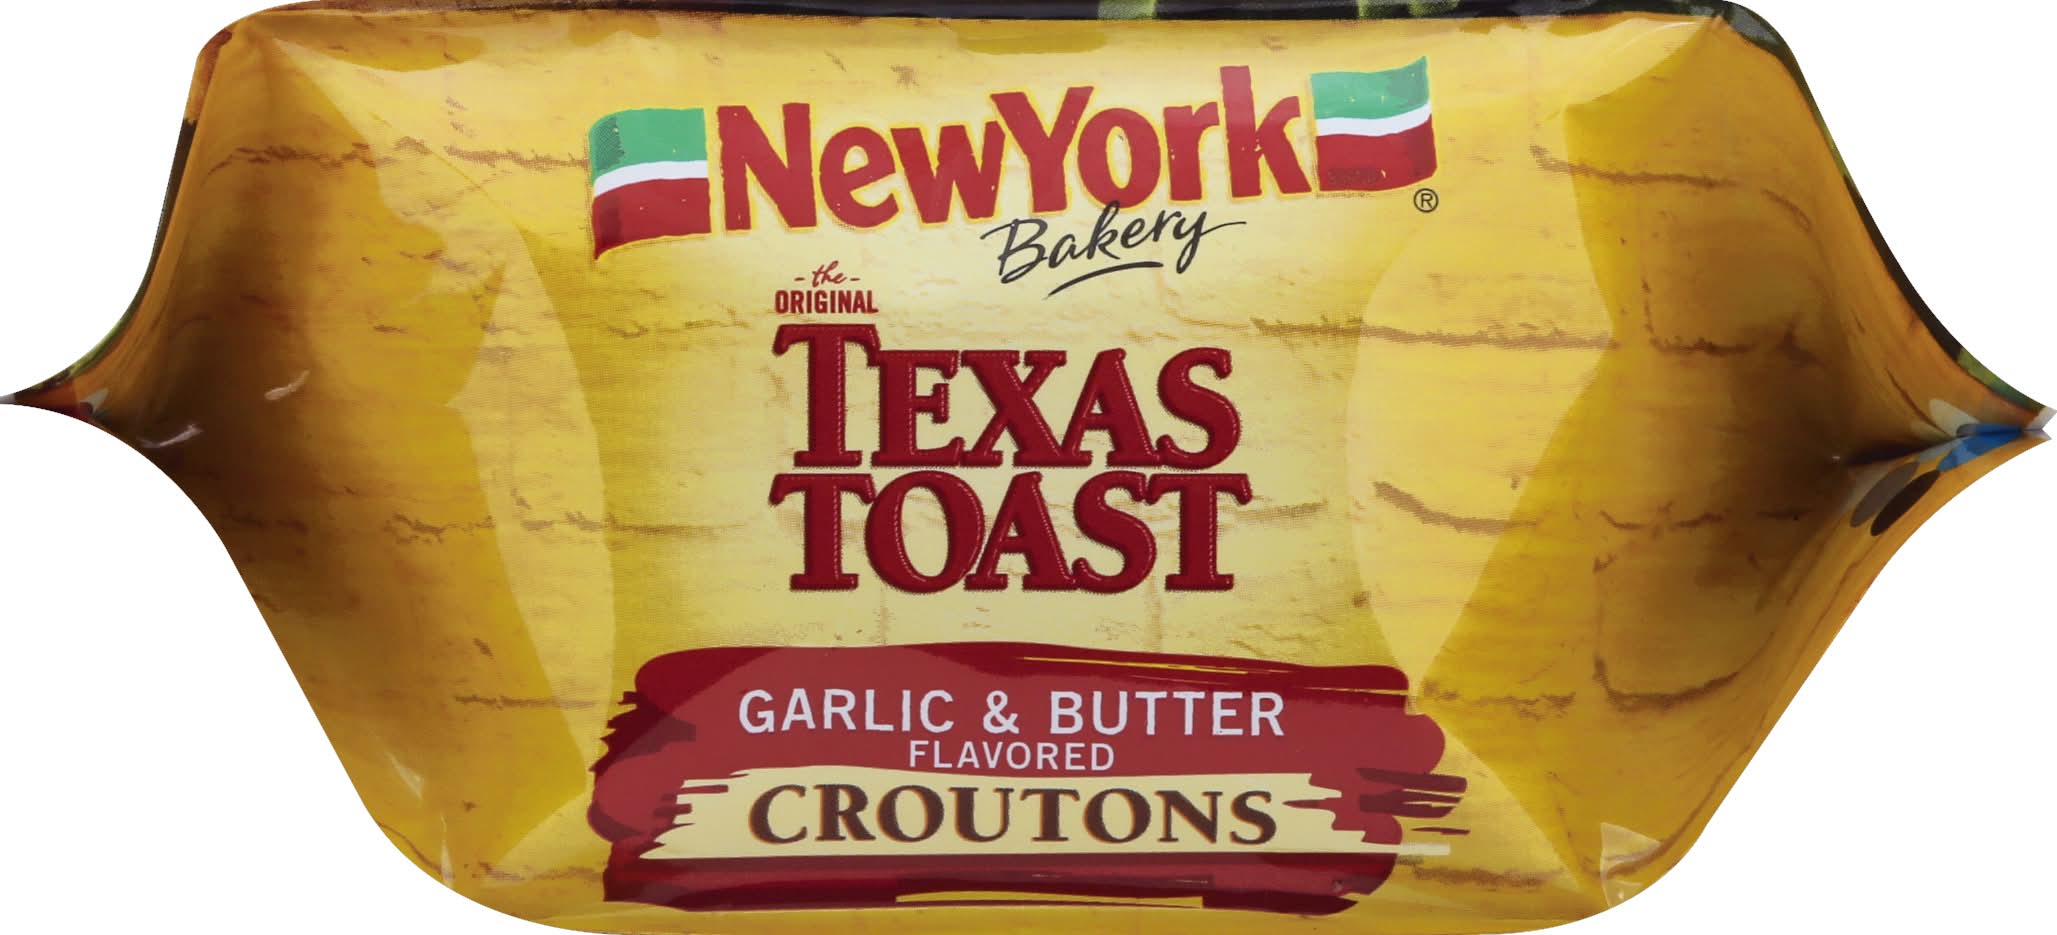 NewYork
®
Bakery
- the -
ORIGINAL
TEXAS
TOAST
GARLIC & BUTTER
FLAVORED
CROUTONS